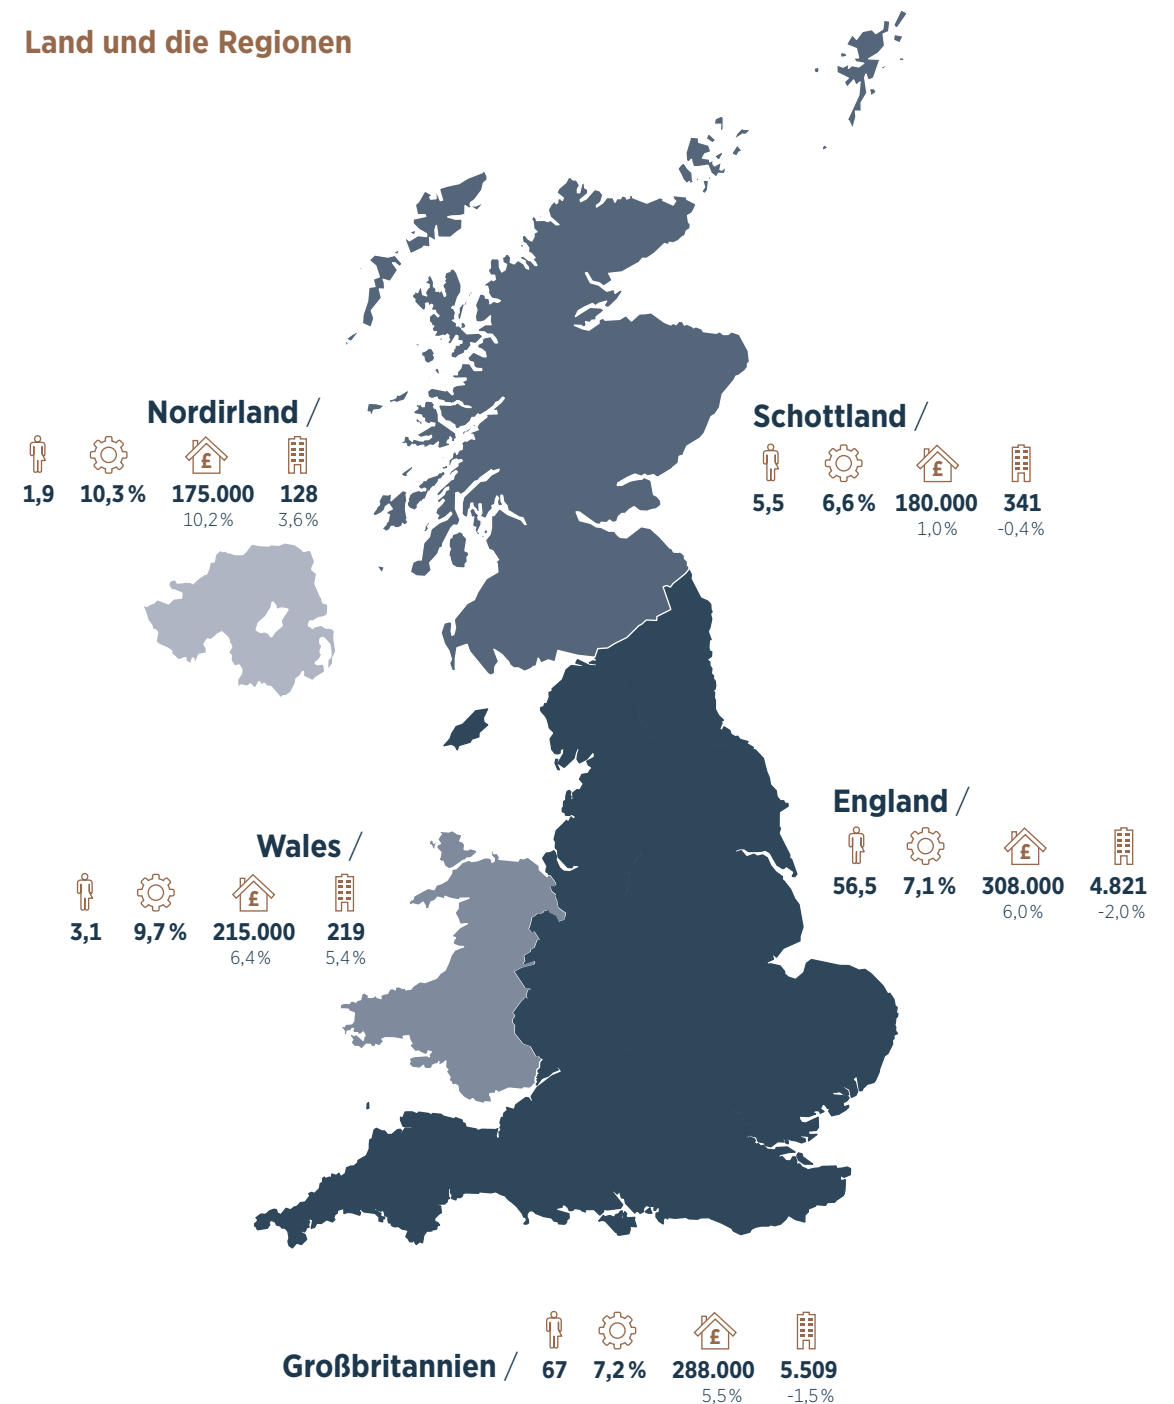 Land und die Regionen
Nordirland /
£
1,9 10,3 % 175.000 128
10,2 % 3,6 %
Schottland /
£
5,5 6,6 % 180.000 341
1,0 % -0,4 %
England /
£
56,5 7,1 % 308.000 4.821
6,0 % -2,0 %
Wales /
£
3,1 9,7 % 215.000 219
6,4 % 5,4 %
£
Großbritannien / 67 7,2 % 288.000 5.509
5,5 % -1,5 %